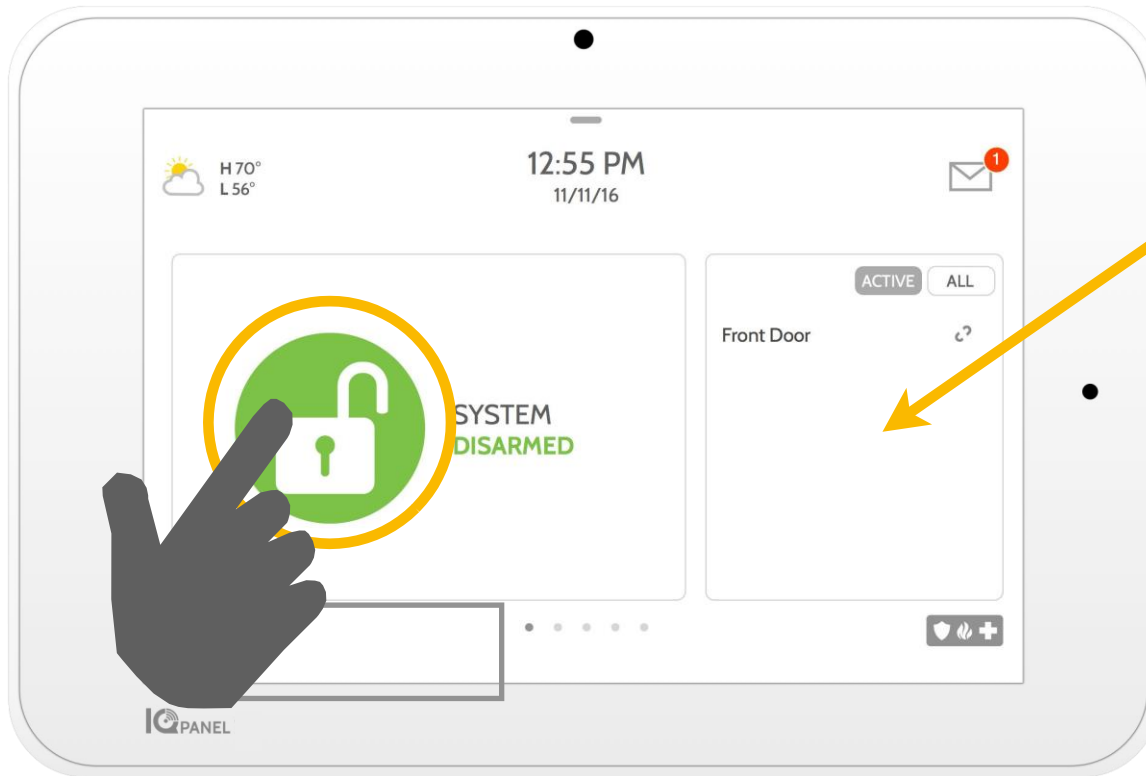 H 70°
L 56°
12:55 PM
11/11/16
1
ACTIVE
ALL
Front Door
SYSTEM
DISARMED
IQ PANEL